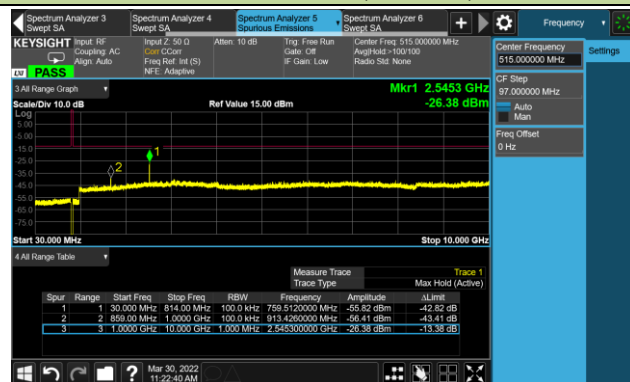 Spectrum Analyzer 3
Swept SA
Spectrum Analyzer 4
Swept SA
Spectrum Analyzer 5
Spurious Emissions
Spectrum Analyzer 6
Swept SA
Frequency
KEYSIGHT
Input: RF
Coupling: AC
Align: Auto
Input Z: 50 Ω
Corr CCorr
Freq Ref: Int (S)
NFE: Adaptive
Atten: 10 dB
Trig: Free Run
Gate: Off
IF Gain: Low
Center Freq: 515.000000 MHz
Avg|Hold:>100/100
Radio Std: None
LXI PASS
Center Frequency
515.000000 MHz
Settings
CF Step
97.000000 MHz
Auto
Man
Freq Offset
0 Hz
3 All Range Graph
Mkr1 2.5453 GHz
Scale/Div 10.0 dB
Ref Value 15.00 dBm
-26.38 dBm
Log
5.00
-5.00
-15.0
-25.0
-35.0
-45.0
-55.0
-65.0
-75.0
1
2
Start 30.000 MHz
Stop 10.000 GHz
4 All Range Table
Measure Trace Trace 1
Trace Type Max Hold (Active)
Spur Range Start Freq Stop Freq RBW Frequency Amplitude ΔLimit
1 1 30.000 MHz 814.00 MHz 100.0 kHz 759.5120000 MHz -55.82 dBm -42.82 dB
2 2 859.00 MHz 1.0000 GHz 100.0 kHz 913.4260000 MHz -56.41 dBm -43.41 dB
3 3 1.0000 GHz 10.000 GHz 1.000 MHz 2.545300000 GHz -26.38 dBm -13.38 dB
?
Mar 30, 2022
11:22:40 AM